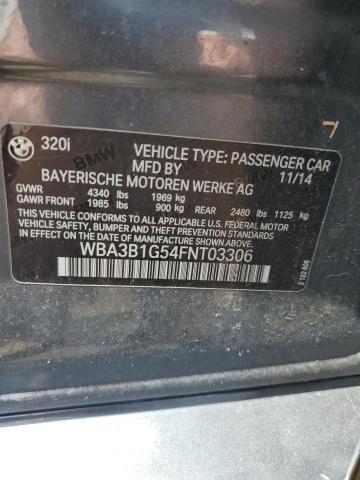 320i
VEHICLE TYPE: PASSENGER CAR
MFD BY 11/14
BAYERISCHE MOTOREN WERKE AG
GVWR 4340 lbs 1969 kg
GAWR FRONT 1985 lbs 900 kg REAR 2480 lbs 1125 kg
THIS VEHICLE CONFORMS TO ALL APPLICABLE U.S. FEDERAL MOTOR
VEHICLE SAFETY, BUMPER, AND THEFT PREVENTION STANDARDS
IN EFFECT ON THE DATE OF MANUFACTURE SHOWN ABOVE.
WBA3B1G54FNT03306